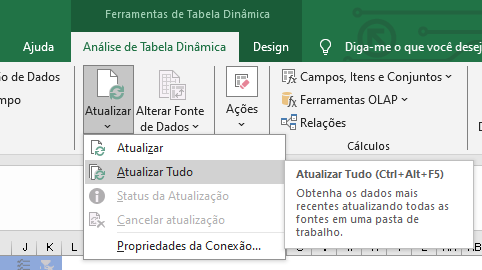 Ferramentas de Tabela Dinâmica
Ajuda
Análise de Tabela Dinâmica
Design
Diga-me o que você desej
o de Dados
mpo
Atualizar
Alterar Fonte
de Dados
Ações
Campos, Itens e Conjuntos
Ferramentas OLAP
Relações
Cálculos
Atualizar
Atualizar Tudo
Status da Atualização
Cancelar atualização
Propriedades da Conexão...
Atualizar Tudo (Ctrl+Alt+F5)
Obtenha os dados mais
recentes atualizando todas as
fontes em uma pasta de
trabalho.
J
K
L
S